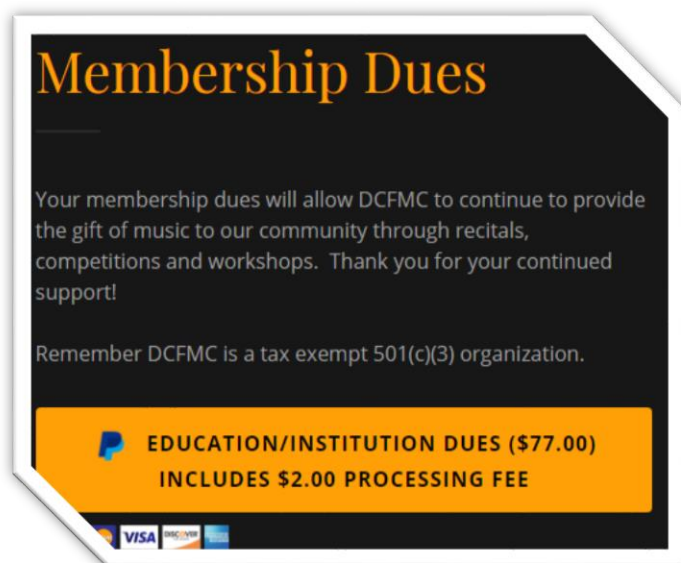 Membership Dues
Your membership dues will allow DCFMC to continue to provide
the gift of music to our community through recitals,
competitions and workshops.  Thank you for your continued
support!
Remember DCFMC is a tax exempt 501(c)(3) organization.
EDUCATION/INSTITUTION DUES ($77.00)
INCLUDES $2.00 PROCESSING FEE
VISA DISCOVER